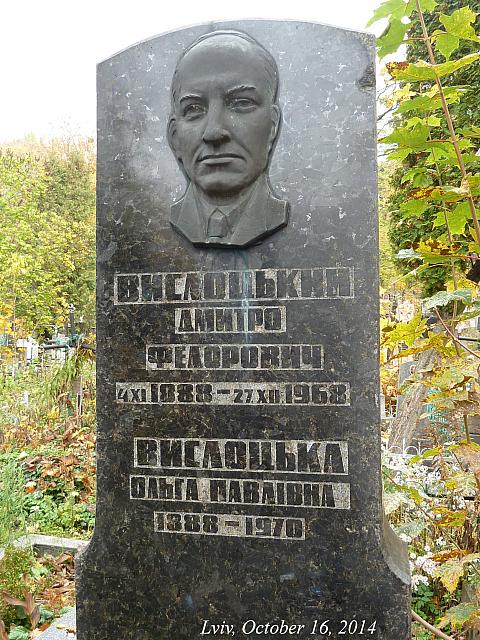 ВИСЛОЦЬКИЙ
ДМИТРО
ФЕДОРОВИЧ
4 XI 1888 – 27 XII 1968
ВИСЛОЦЬКА
ОЛЬГА ПАВЛІВНА
1888 – 1970
Lviv, October 16, 2014